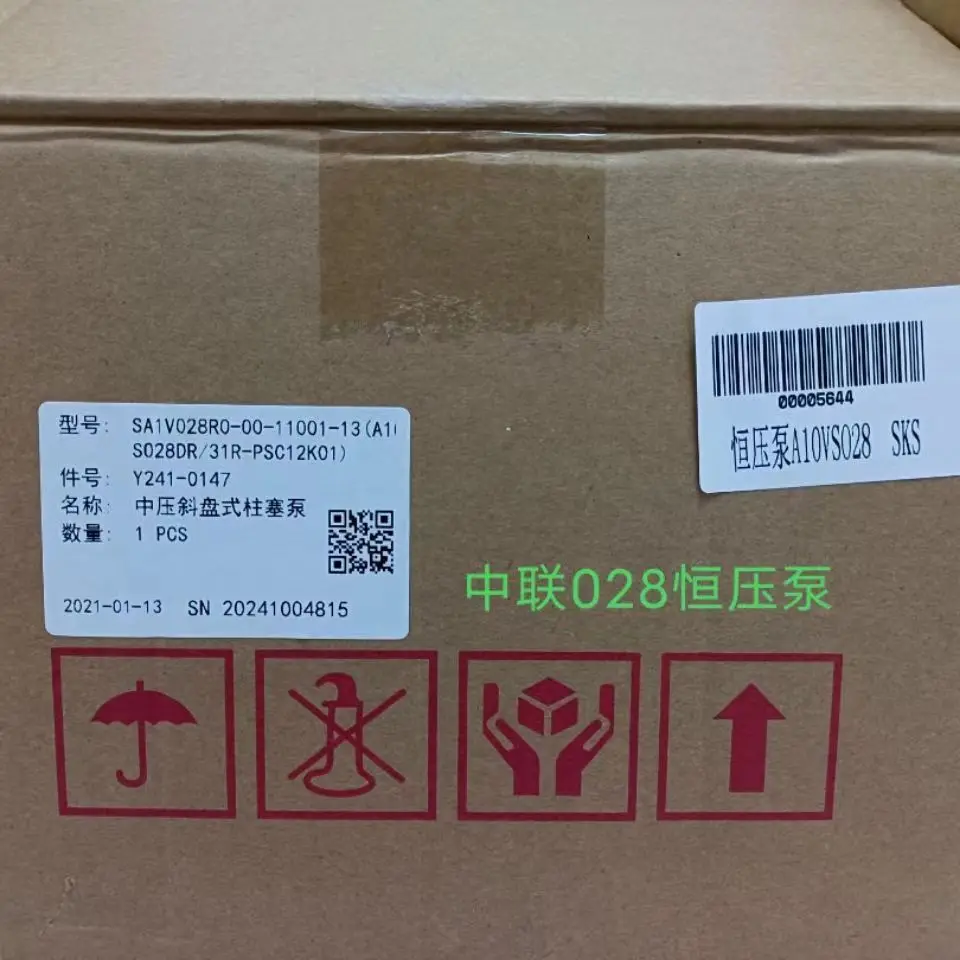 型号: SA1V028R0-00-11001-13(A10
S028DR/31R-PSC12K01)
件号: Y241-0147
名称: 中压斜盘式柱塞泵
数量: 1 PCS
2021-01-13 SN 20241004815
00005644
恒压泵A10VS028 SKS
中联028恒压泵